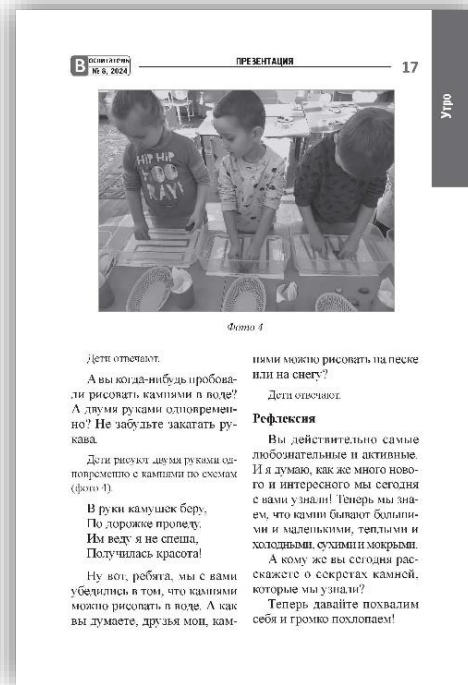 Воспитатель
№ 8, 2024
ПРЕЗЕНТАЦИЯ
17
Утро
HIP HIP
HOO
RAY!
Фото 4
Дети отвечают.
А вы когда-нибудь пробова-
ли рисовать камнями в воде?
А двумя руками одновремен-
но? Не забудьте закатать ру-
кава.
Дети рисуют двумя руками од-
новременно с камнями по схемам
(фото 4).
В руки камушек беру,
По дорожке проведу.
Им веду я не спеша,
Получилась красота!
Ну вот, ребята, мы с вами
убедились в том, что камнями
можно рисовать в воде. А как
вы думаете, друзья мои, кам-
нями можно рисовать на песке
или на снегу?
Дети отвечают.
Рефлексия
Вы действительно самые
любознательные и активные.
И я думаю, как же много ново-
го и интересного мы сегодня
с вами узнали! Теперь мы зна-
ем, что камни бывают больши-
ми и маленькими, теплыми и
холодными, сухими и мокрыми.
А кому же вы сегодня рас-
скажете о секретах камней,
которые мы узнали?
Теперь давайте похвалим
себя и громко похлопаем!